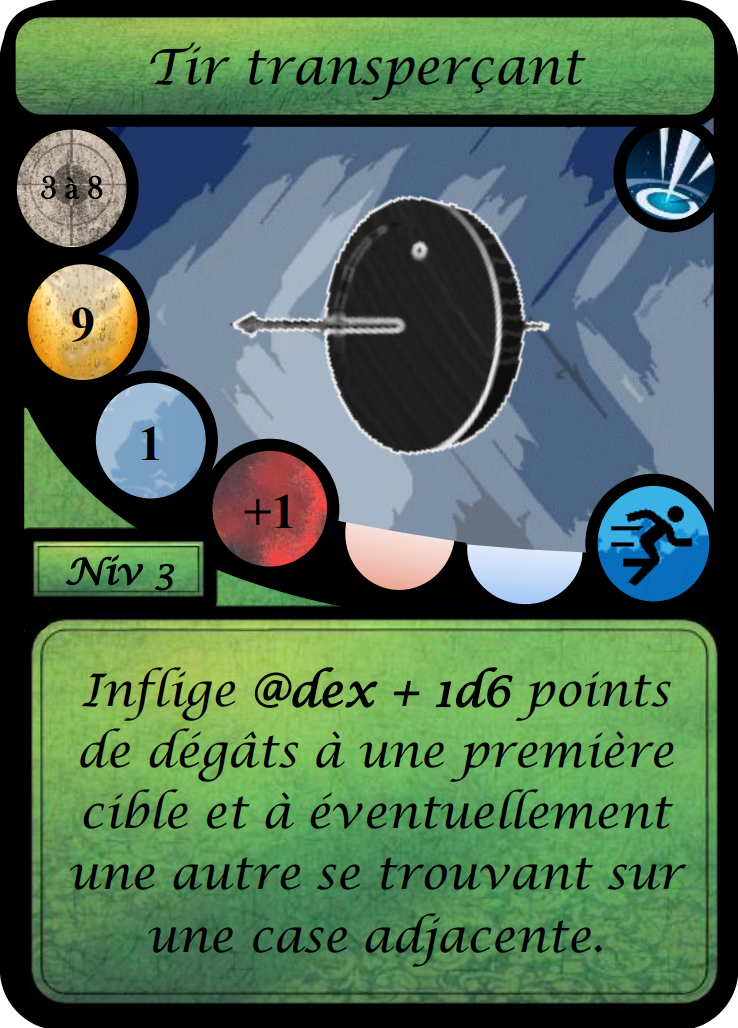 Tir transperçant
3 à 8
9
1
+1
Niv 3
Inflige @dex + 1d6 points
de dégâts à une première
cible et à éventuellement
une autre se trouvant sur
une case adjacente.